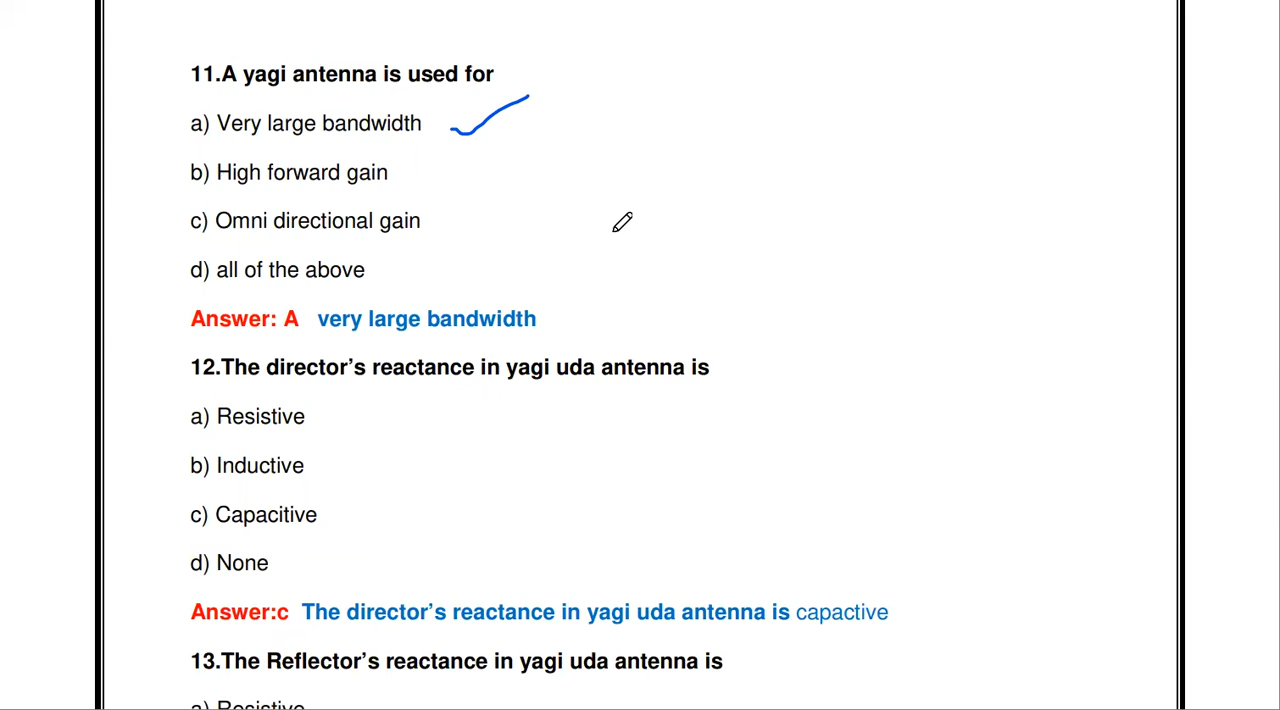 11.A yagi antenna is used for
a) Very large bandwidth
b) High forward gain
c) Omni directional gain
d) all of the above
Answer: A   very large bandwidth
12.The director’s reactance in yagi uda antenna is
a) Resistive
b) Inductive
c) Capacitive
d) None
Answer:c  The director’s reactance in yagi uda antenna is capactive
13.The Reflector’s reactance in yagi uda antenna is
a) Resistive